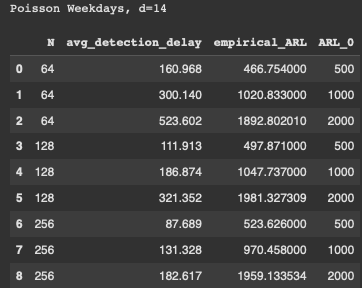 Poisson Weekdays, d=14
N avg_detection_delay empirical_ARL ARL_0
0 64 160.968 466.754000 500
1 64 300.140 1020.833000 1000
2 64 523.602 1892.802010 2000
3 128 111.913 497.871000 500
4 128 186.874 1047.737000 1000
5 128 321.352 1981.327309 2000
6 256 87.689 523.626000 500
7 256 131.328 970.458000 1000
8 256 182.617 1959.133534 2000